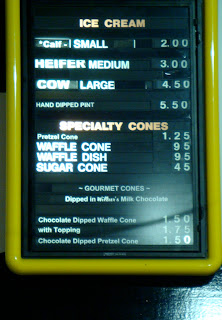 ICE CREAM
"Calf" - SMALL 2.00
HEIFER MEDIUM 3.00
COW LARGE 4.50
HAND DIPPED PINT 5.50
SPECIALTY CONES
Pretzel Cone 1.25
WAFFLE CONE 95
WAFFLE DISH 95
SUGAR CONE 45
~ GOURMET CONES ~
Dipped in Milk Chocolate
Chocolate Dipped Waffle Cone 1.50
with Topping 1.75
Chocolate Dipped Pretzel Cone 1.50